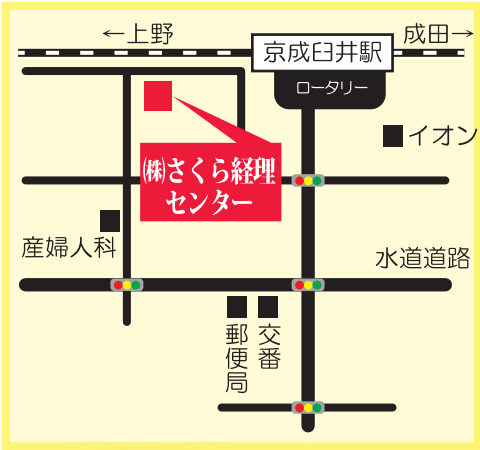 ←上野
成田→
京成臼井駅
ロータリー
イオン
㈱さくら経理
センター
産婦人科
水道道路
郵便局
交番